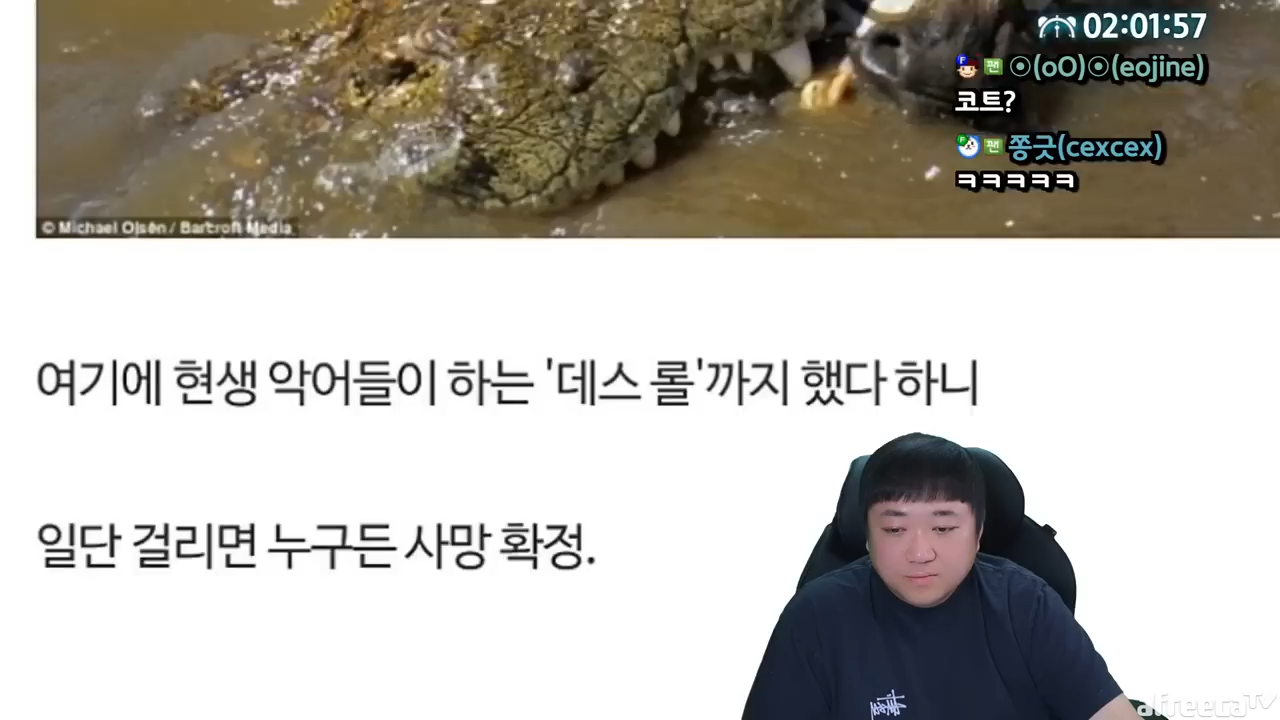 02:01:57
⊙(oO)⊙(eojine)
코트?
쫑긋(cexcex)
ㅋㅋㅋㅋㅋ
© Michael Olsen / Barcroft Media
여기에 현생 악어들이 하는 '데스 롤'까지 했다 하니
일단 걸리면 누구든 사망 확정.
afreecaTV